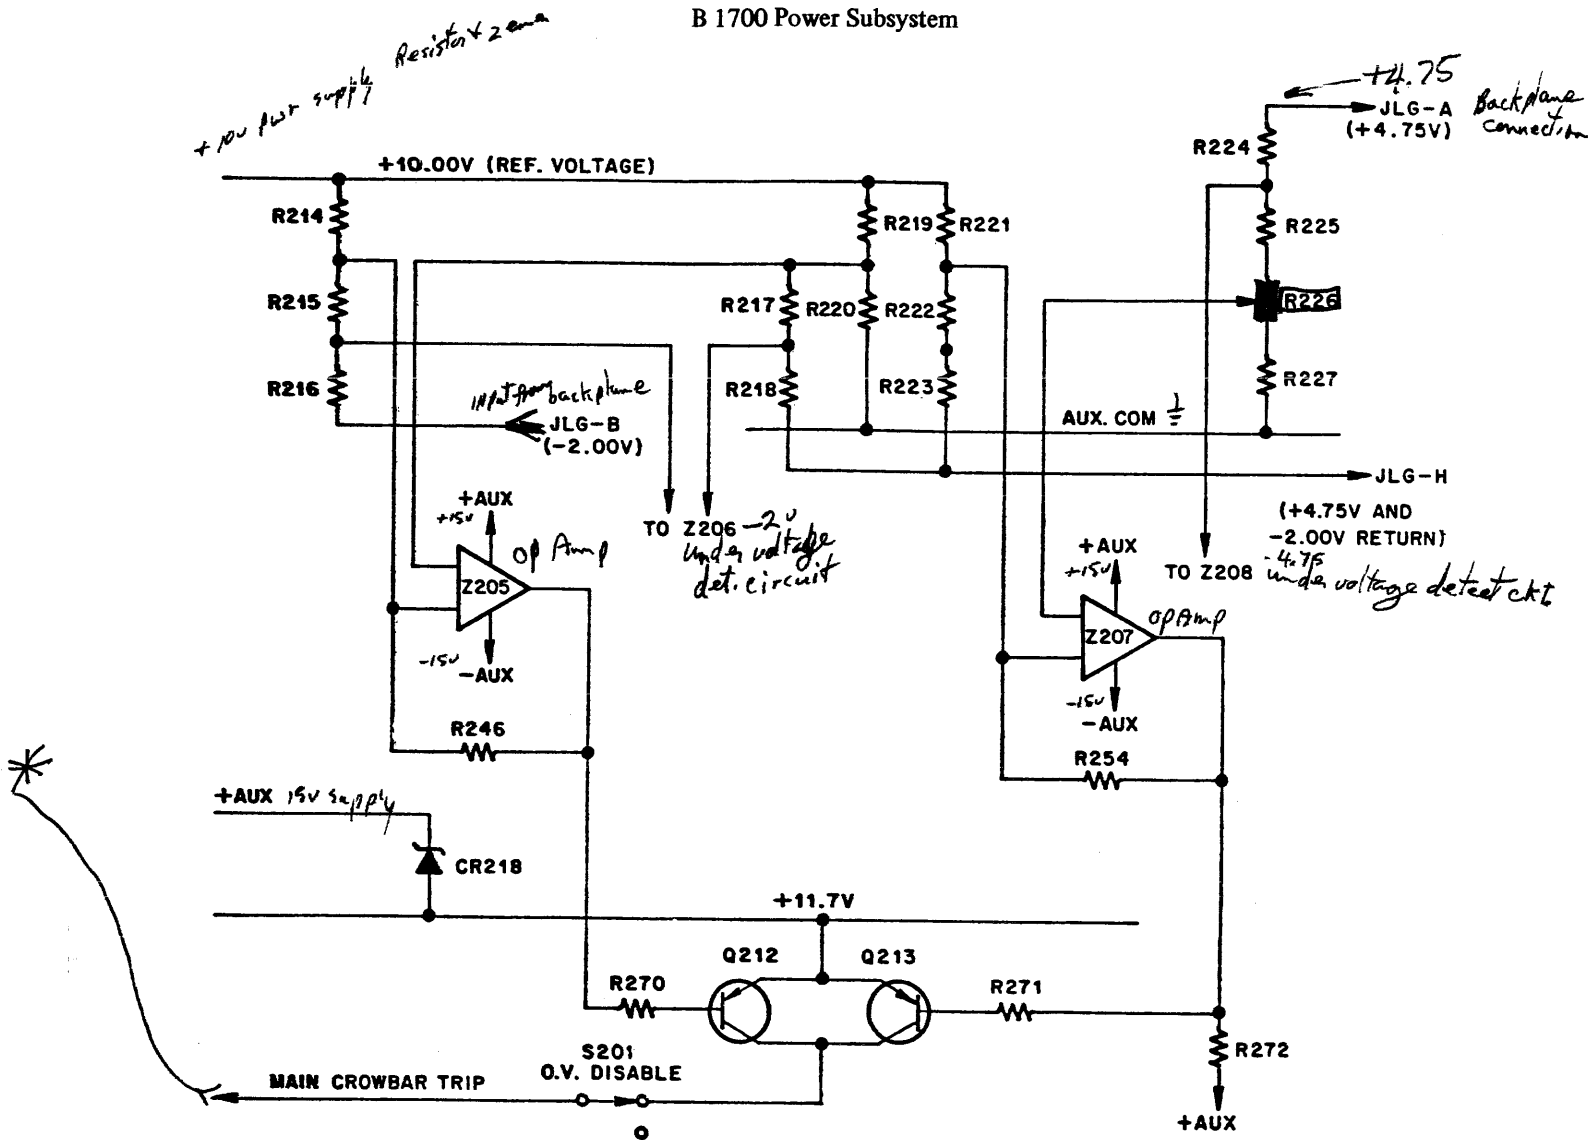 B 1700 Power Subsystem
+10v pwr supply Resistor & zener
+4.75
JLG-A
(+4.75V)
Backplane
connection
+10.00V (REF. VOLTAGE)
R224
R214
R219
R221
R225
R215
R217
R220
R222
R226
R216
R218
R223
R227
input from backplane
JLG-B
(-2.00V)
AUX. COM
JLG-H
(+4.75V AND
-2.00V RETURN)
+AUX
+15v
op Amp
Z205
-15v
-AUX
TO Z206 -2v
under voltage
det. circuit
TO Z208
-4.75
under voltage detect ckt
+AUX
+15v
op Amp
Z207
-15v
-AUX
R246
R254
+AUX 15v supply
CR218
+11.7V
Q212
Q213
R270
R271
R272
S201
O.V. DISABLE
MAIN CROWBAR TRIP
+AUX